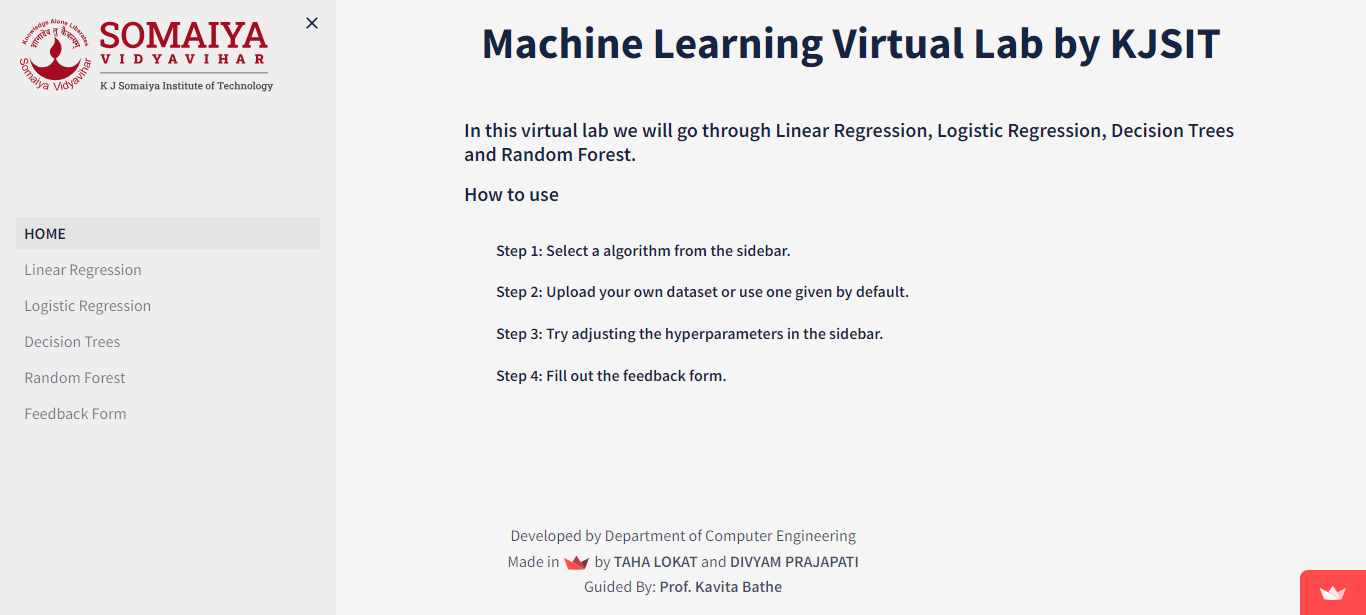 Knowledge Alone Liberates
Somaiya Vidyavihar
SOMAIYA
VIDYAVIHAR
K J Somaiya Institute of Technology
HOME
Linear Regression
Logistic Regression
Decision Trees
Random Forest
Feedback Form
Machine Learning Virtual Lab by KJSIT
In this virtual lab we will go through Linear Regression, Logistic Regression, Decision Trees
and Random Forest.
How to use
Step 1: Select a algorithm from the sidebar.
Step 2: Upload your own dataset or use one given by default.
Step 3: Try adjusting the hyperparameters in the sidebar.
Step 4: Fill out the feedback form.
Developed by Department of Computer Engineering
Made in by TAHA LOKAT and DIVYAM PRAJAPATI
Guided By: Prof. Kavita Bathe